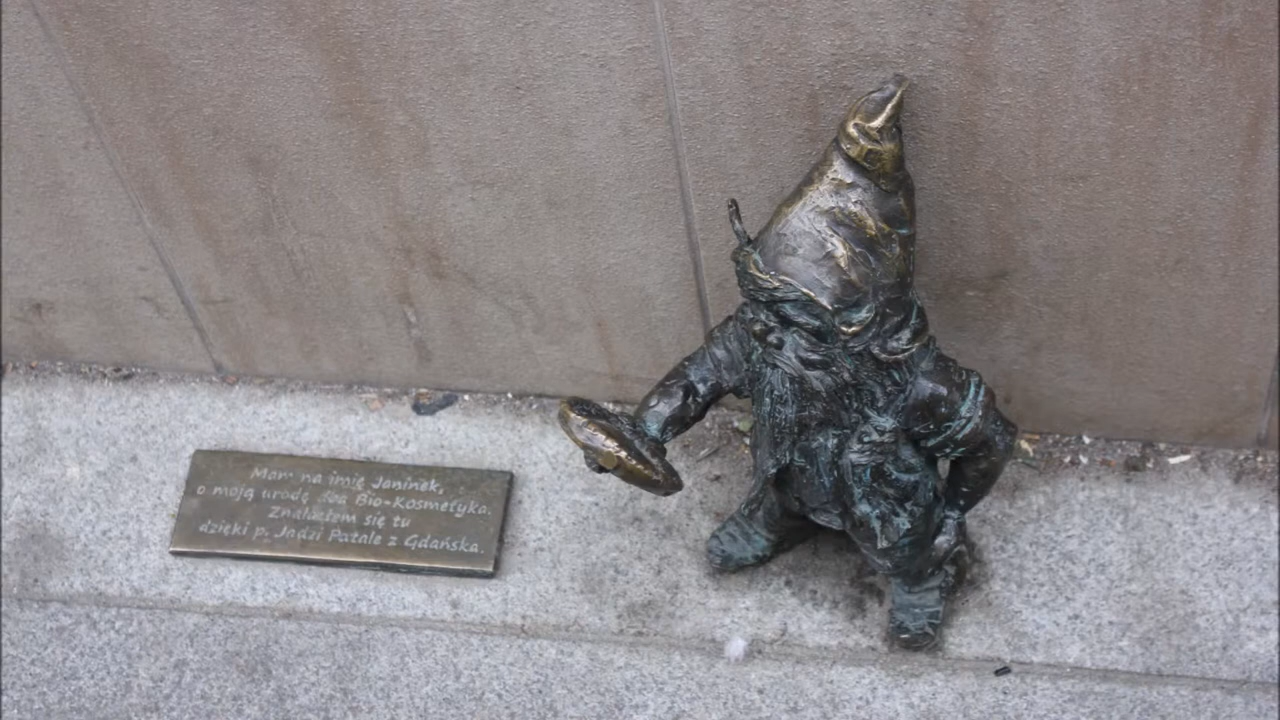 Mam na imię Janinek,
o moją urodę dba Bio-Kosmetyka.
Znalazłem się tu
dzięki p. Jadzi Patale z Gdańska.